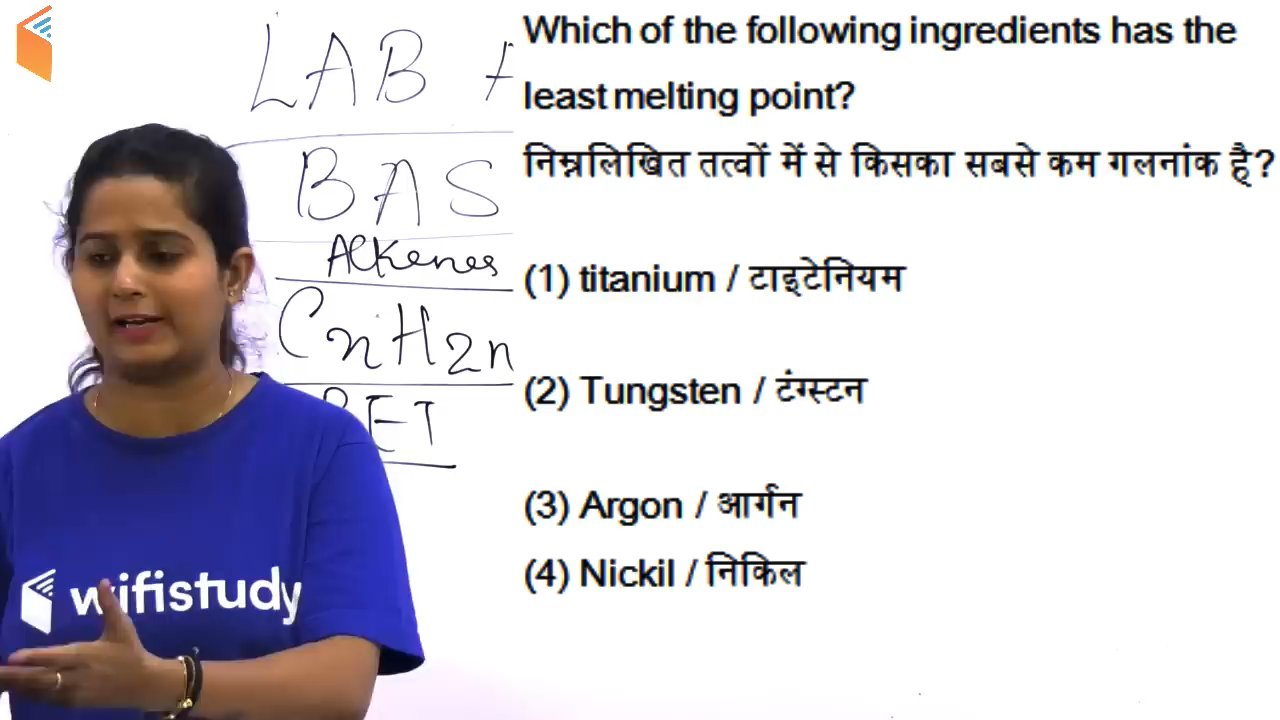 LAB
BAS
Alkenes
CnH2n
Which of the following ingredients has the
least melting point?
निम्नलिखित तत्वों में से किसका सबसे कम गलनांक है?
(1) titanium / टाइटेनियम
(2) Tungsten / टंग्स्टन
(3) Argon / आर्गन
(4) Nickil / निकिल
wifistudy